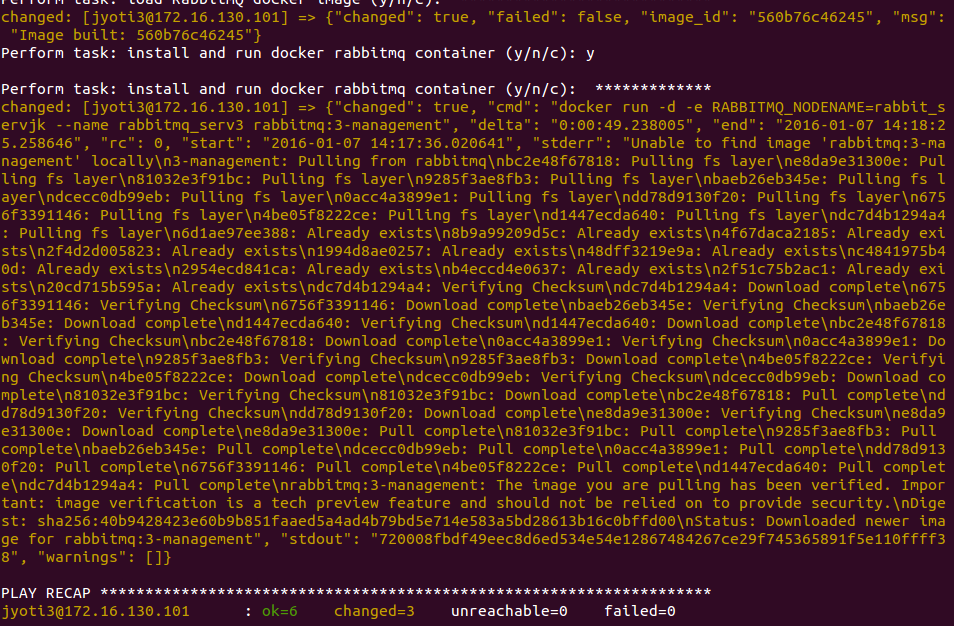 Perform task: load RabbitMQ docker image (y/n/c):
changed: [jyoti3@172.16.130.101] => {"changed": true, "failed": false, "image_id": "560b76c46245", "msg":
"Image built: 560b76c46245"}
Perform task: install and run docker rabbitmq container (y/n/c): y
Perform task: install and run docker rabbitmq container (y/n/c):  *************
changed: [jyoti3@172.16.130.101] => {"changed": true, "cmd": "docker run -d -e RABBITMQ_NODENAME=rabbit_s
ervjk --name rabbitmq_serv3 rabbitmq:3-management", "delta": "0:00:49.238005", "end": "2016-01-07 14:18:2
5.258646", "rc": 0, "start": "2016-01-07 14:17:36.020641", "stderr": "Unable to find image 'rabbitmq:3-ma
nagement' locally\n3-management: Pulling from rabbitmq\nbc2e48f67818: Pulling fs layer\ne8da9e31300e: Pul
ling fs layer\n81032e3f91bc: Pulling fs layer\n9285f3ae8fb3: Pulling fs layer\nbaeb26eb345e: Pulling fs l
ayer\ndcecc0db99eb: Pulling fs layer\n0acc4a3899e1: Pulling fs layer\ndd78d9130f20: Pulling fs layer\n675
6f3391146: Pulling fs layer\n4be05f8222ce: Pulling fs layer\nd1447ecda640: Pulling fs layer\ndc7d4b1294a4
: Pulling fs layer\n6d1ae97ee388: Already exists\n8b9a99209d5c: Already exists\n4f67daca2185: Already exi
sts\n2f4d2d005823: Already exists\n1994d8ae0257: Already exists\n48dff3219e9a: Already exists\nc4841975b4
0d: Already exists\n2954ecd841ca: Already exists\nb4eccd4e0637: Already exists\n2f51c75b2ac1: Already exi
sts\n20cd715b595a: Already exists\ndc7d4b1294a4: Verifying Checksum\ndc7d4b1294a4: Download complete\n675
6f3391146: Verifying Checksum\n6756f3391146: Download complete\nbaeb26eb345e: Verifying Checksum\nbaeb26e
b345e: Download complete\nd1447ecda640: Verifying Checksum\nd1447ecda640: Download complete\nbc2e48f67818
: Verifying Checksum\nbc2e48f67818: Download complete\n0acc4a3899e1: Verifying Checksum\n0acc4a3899e1: Do
wnload complete\n9285f3ae8fb3: Verifying Checksum\n9285f3ae8fb3: Download complete\n4be05f8222ce: Verifyi
ng Checksum\n4be05f8222ce: Download complete\ndcecc0db99eb: Verifying Checksum\ndcecc0db99eb: Download co
mplete\n81032e3f91bc: Verifying Checksum\n81032e3f91bc: Download complete\nbc2e48f67818: Pull complete\nd
d78d9130f20: Verifying Checksum\ndd78d9130f20: Download complete\ne8da9e31300e: Verifying Checksum\ne8da9
e31300e: Download complete\ne8da9e31300e: Pull complete\n81032e3f91bc: Pull complete\n9285f3ae8fb3: Pull
complete\nbaeb26eb345e: Pull complete\ndcecc0db99eb: Pull complete\n0acc4a3899e1: Pull complete\ndd78d913
0f20: Pull complete\n6756f3391146: Pull complete\n4be05f8222ce: Pull complete\nd1447ecda640: Pull complet
e\ndc7d4b1294a4: Pull complete\nrabbitmq:3-management: The image you are pulling has been verified. Impor
tant: image verification is a tech preview feature and should not be relied on to provide security.\nDige
st: sha256:40b9428423e60b9b851faaed5a4ad4b79bd5e714e583a5bd28613b16c0bffd00\nStatus: Downloaded newer ima
ge for rabbitmq:3-management", "stdout": "720008fbdf49eec8d6ed534e54e12867484267ce29f745365891f5e110ffff3
8", "warnings": []}
PLAY RECAP ********************************************************************
jyoti3@172.16.130.101      : ok=6    changed=3    unreachable=0    failed=0